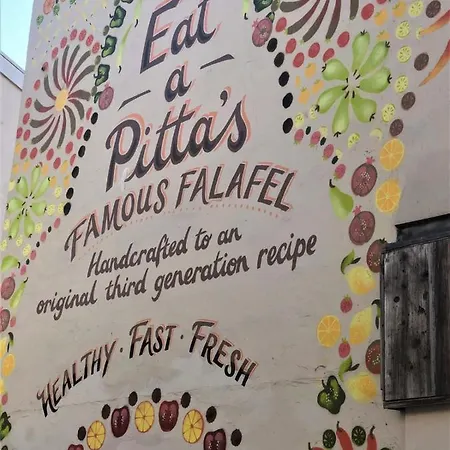 Eat
a
Pitta's
FAMOUS FALAFEL
Handcrafted to an
original third generation recipe
HEALTHY · FAST · FRESH